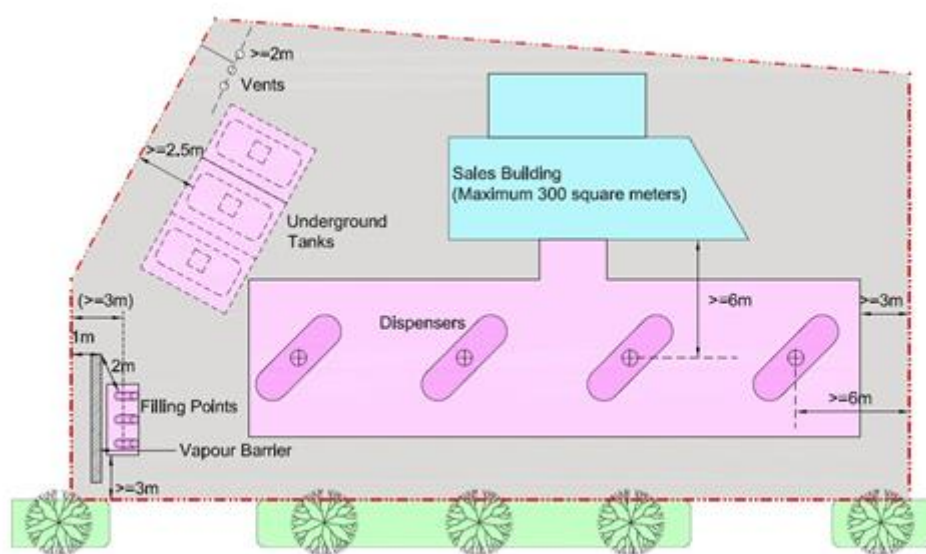 >=2m
Vents
>=2.5m
Sales Building
(Maximum 300 square meters)
Underground
Tanks
(>=3m)
>=6m
>=3m
Dispensers
1m
2m
Filling Points
>=6m
Vapour Barrier
>=3m